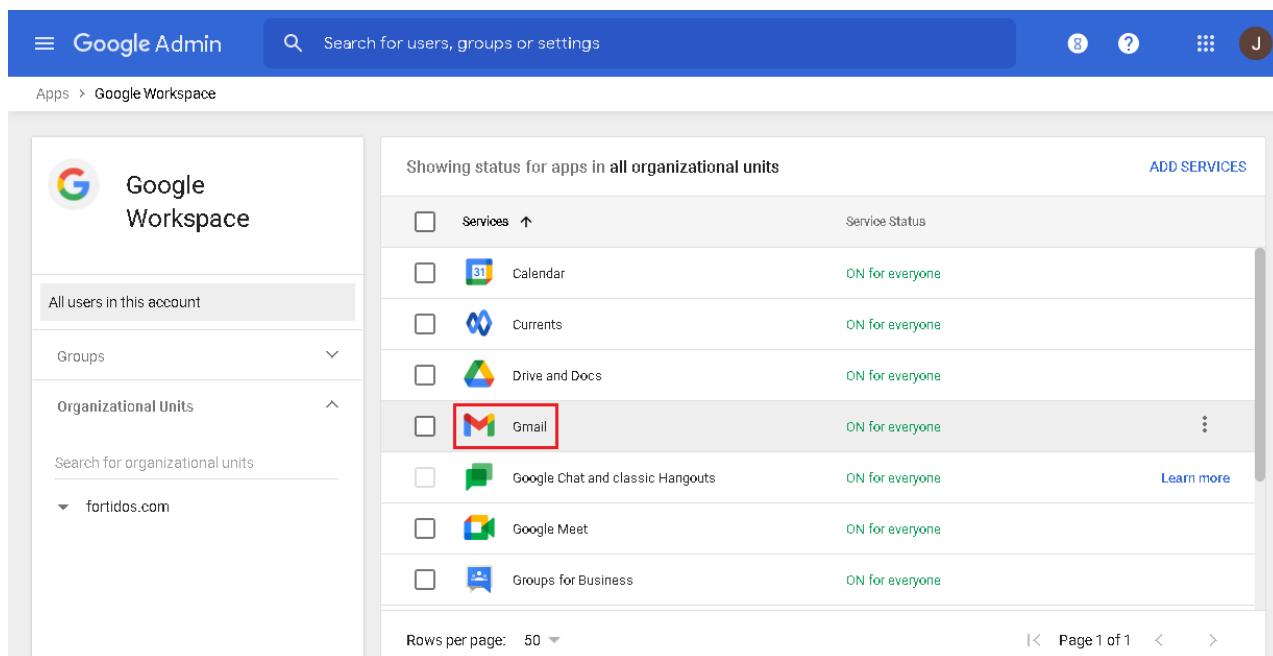 Google Admin
Search for users, groups or settings
8
?
J
Apps > Google Workspace
Google
Workspace
All users in this account
Groups
Organizational Units
Search for organizational units
fortidos.com
Showing status for apps in all organizational units
ADD SERVICES
Services ↑
Service Status
31 Calendar
ON for everyone
Currents
ON for everyone
Drive and Docs
ON for everyone
Gmail
ON for everyone
Google Chat and classic Hangouts
ON for everyone
Learn more
Google Meet
ON for everyone
Groups for Business
ON for everyone
Rows per page: 50
Page 1 of 1